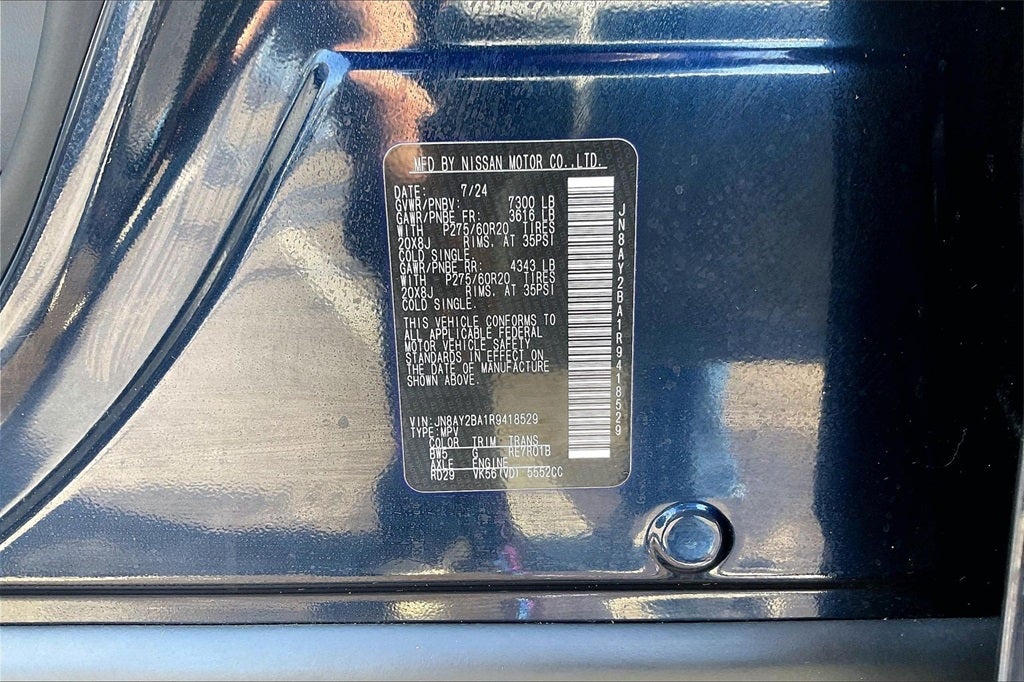 MFD BY NISSAN MOTOR CO.,LTD.
DATE: 7/24
GVWR/PNBV: 7300 LB
GAWR/PNBE FR: 3616 LB
WITH P275/60R20 TIRES
20X8J RIMS, AT 35PSI
COLD SINGLE.
GAWR/PNBE RR: 4343 LB
WITH P275/60R20 TIRES
20X8J RIMS, AT 35PSI
COLD SINGLE.
THIS VEHICLE CONFORMS TO
ALL APPLICABLE FEDERAL
MOTOR VEHICLE SAFETY
STANDARDS IN EFFECT ON
THE DATE OF MANUFACTURE
SHOWN ABOVE.
VIN:JN8AY2BA1R9418529
TYPE:MPV
COLOR TRIM TRANS
BW5 G RE7R01B
AXLE ENGINE
RD29 VK56(VD) 5552CC
JN8AY2BA1R9418529